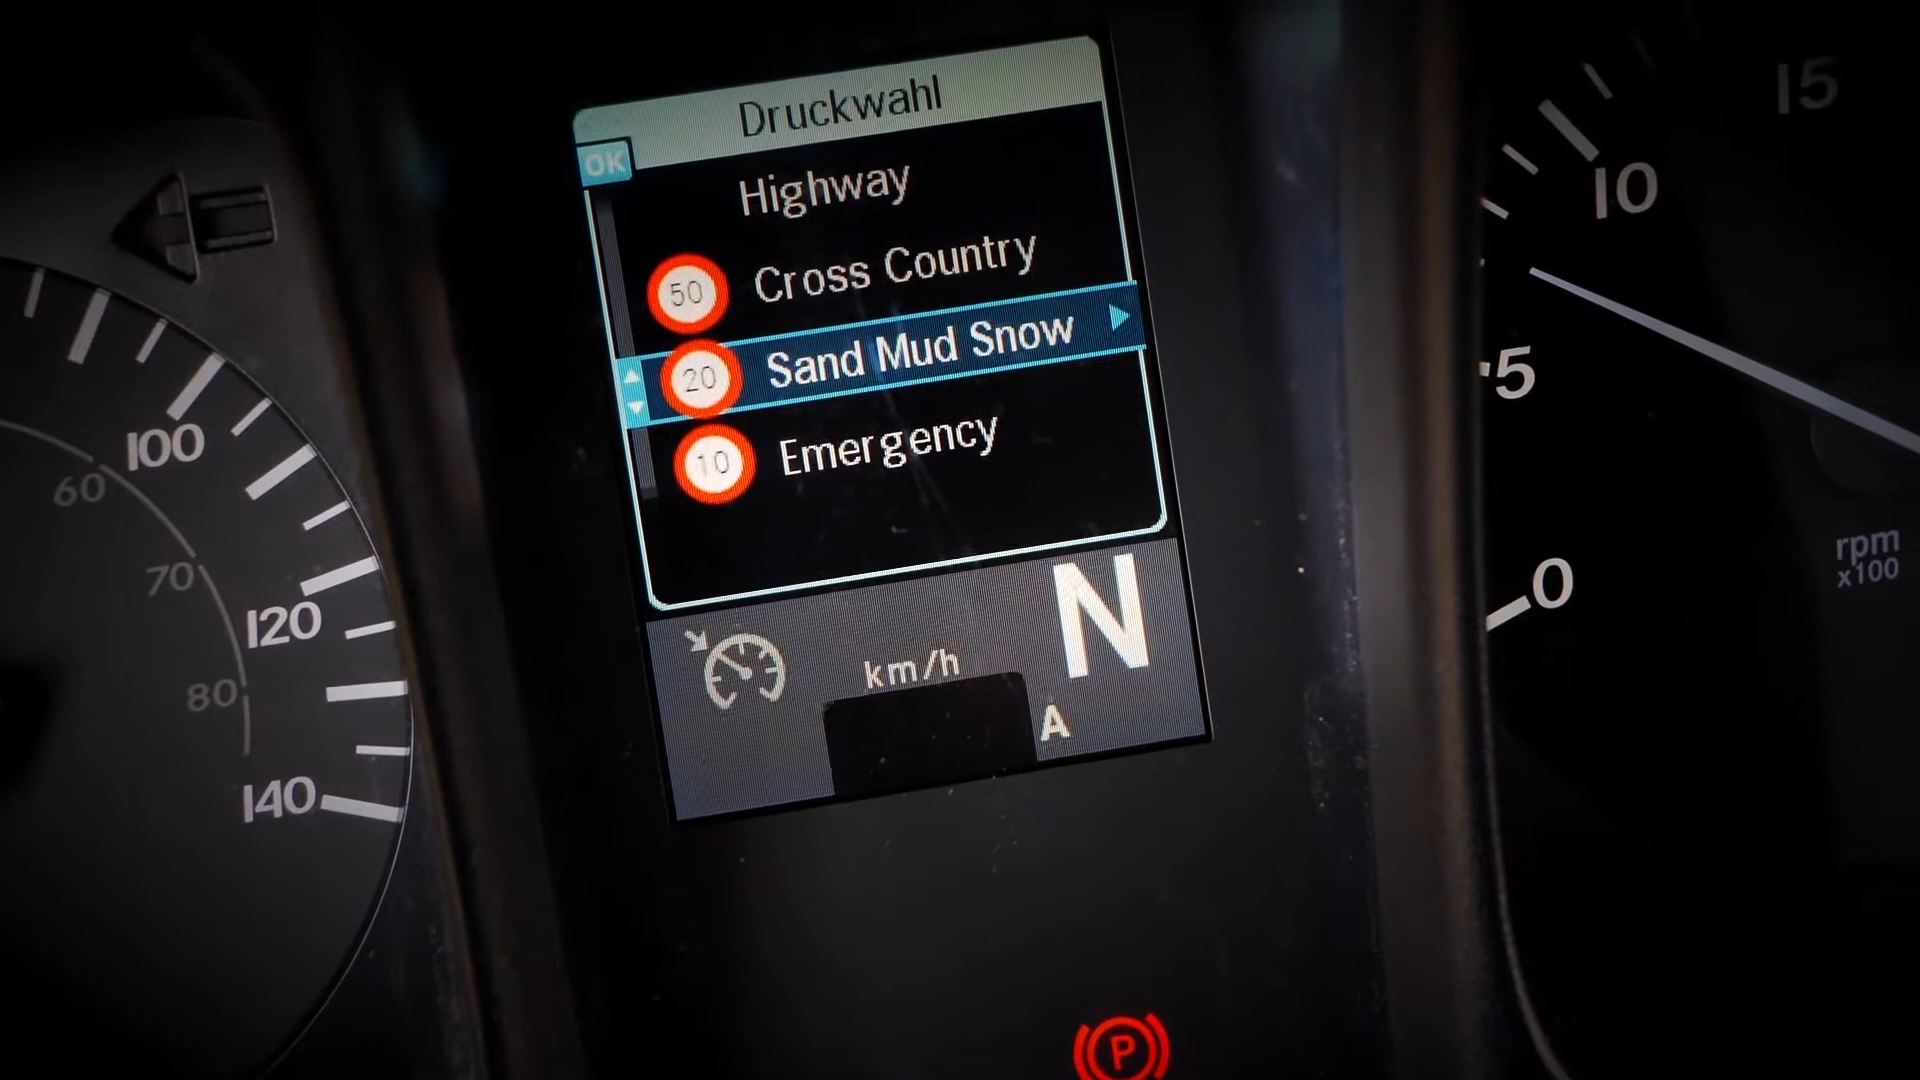 Druckwahl
OK
Highway
50 Cross Country
20 Sand Mud Snow
10 Emergency
km/h
N
A
100
120
140
60
70
80
15
10
5
0
rpm
x100
P